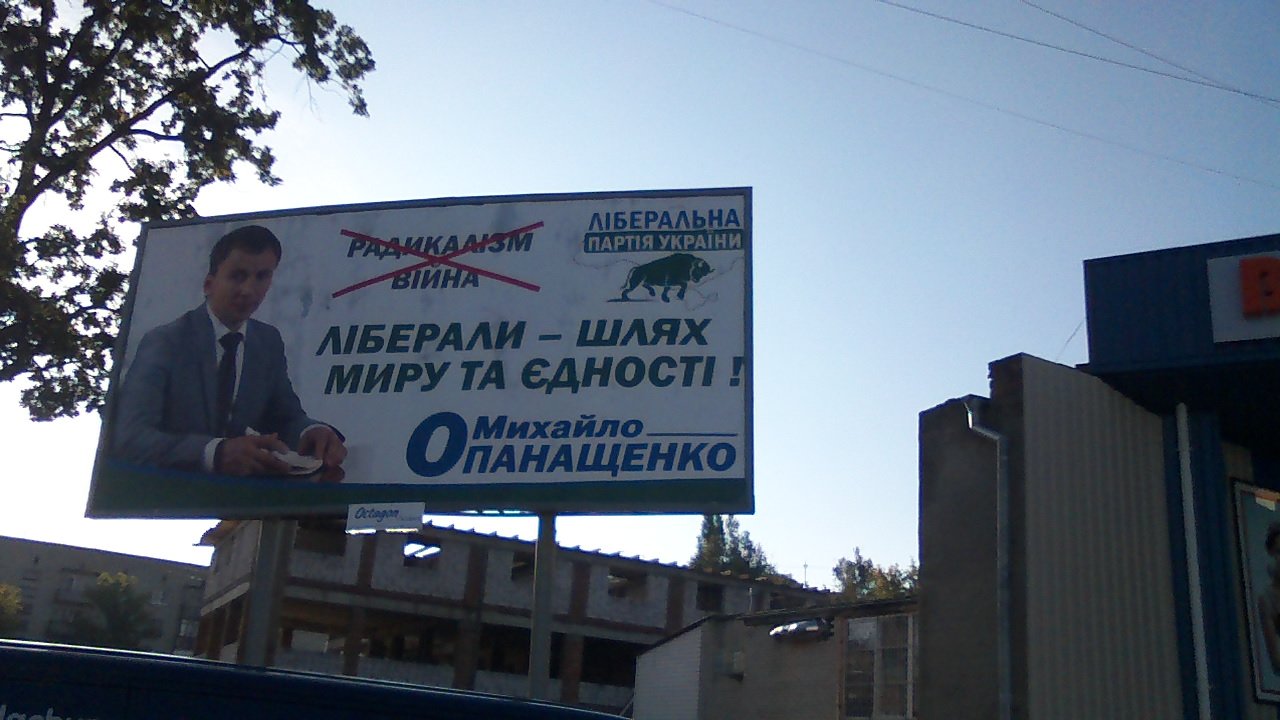 РАДИКАЛІЗМ
ВІЙНА
ЛІБЕРАЛЬНА
ПАРТІЯ УКРАЇНИ
ЛІБЕРАЛИ – ШЛЯХ
МИРУ ТА ЄДНОСТІ !
Михайло
ОПАНАЩЕНКО
Octagon